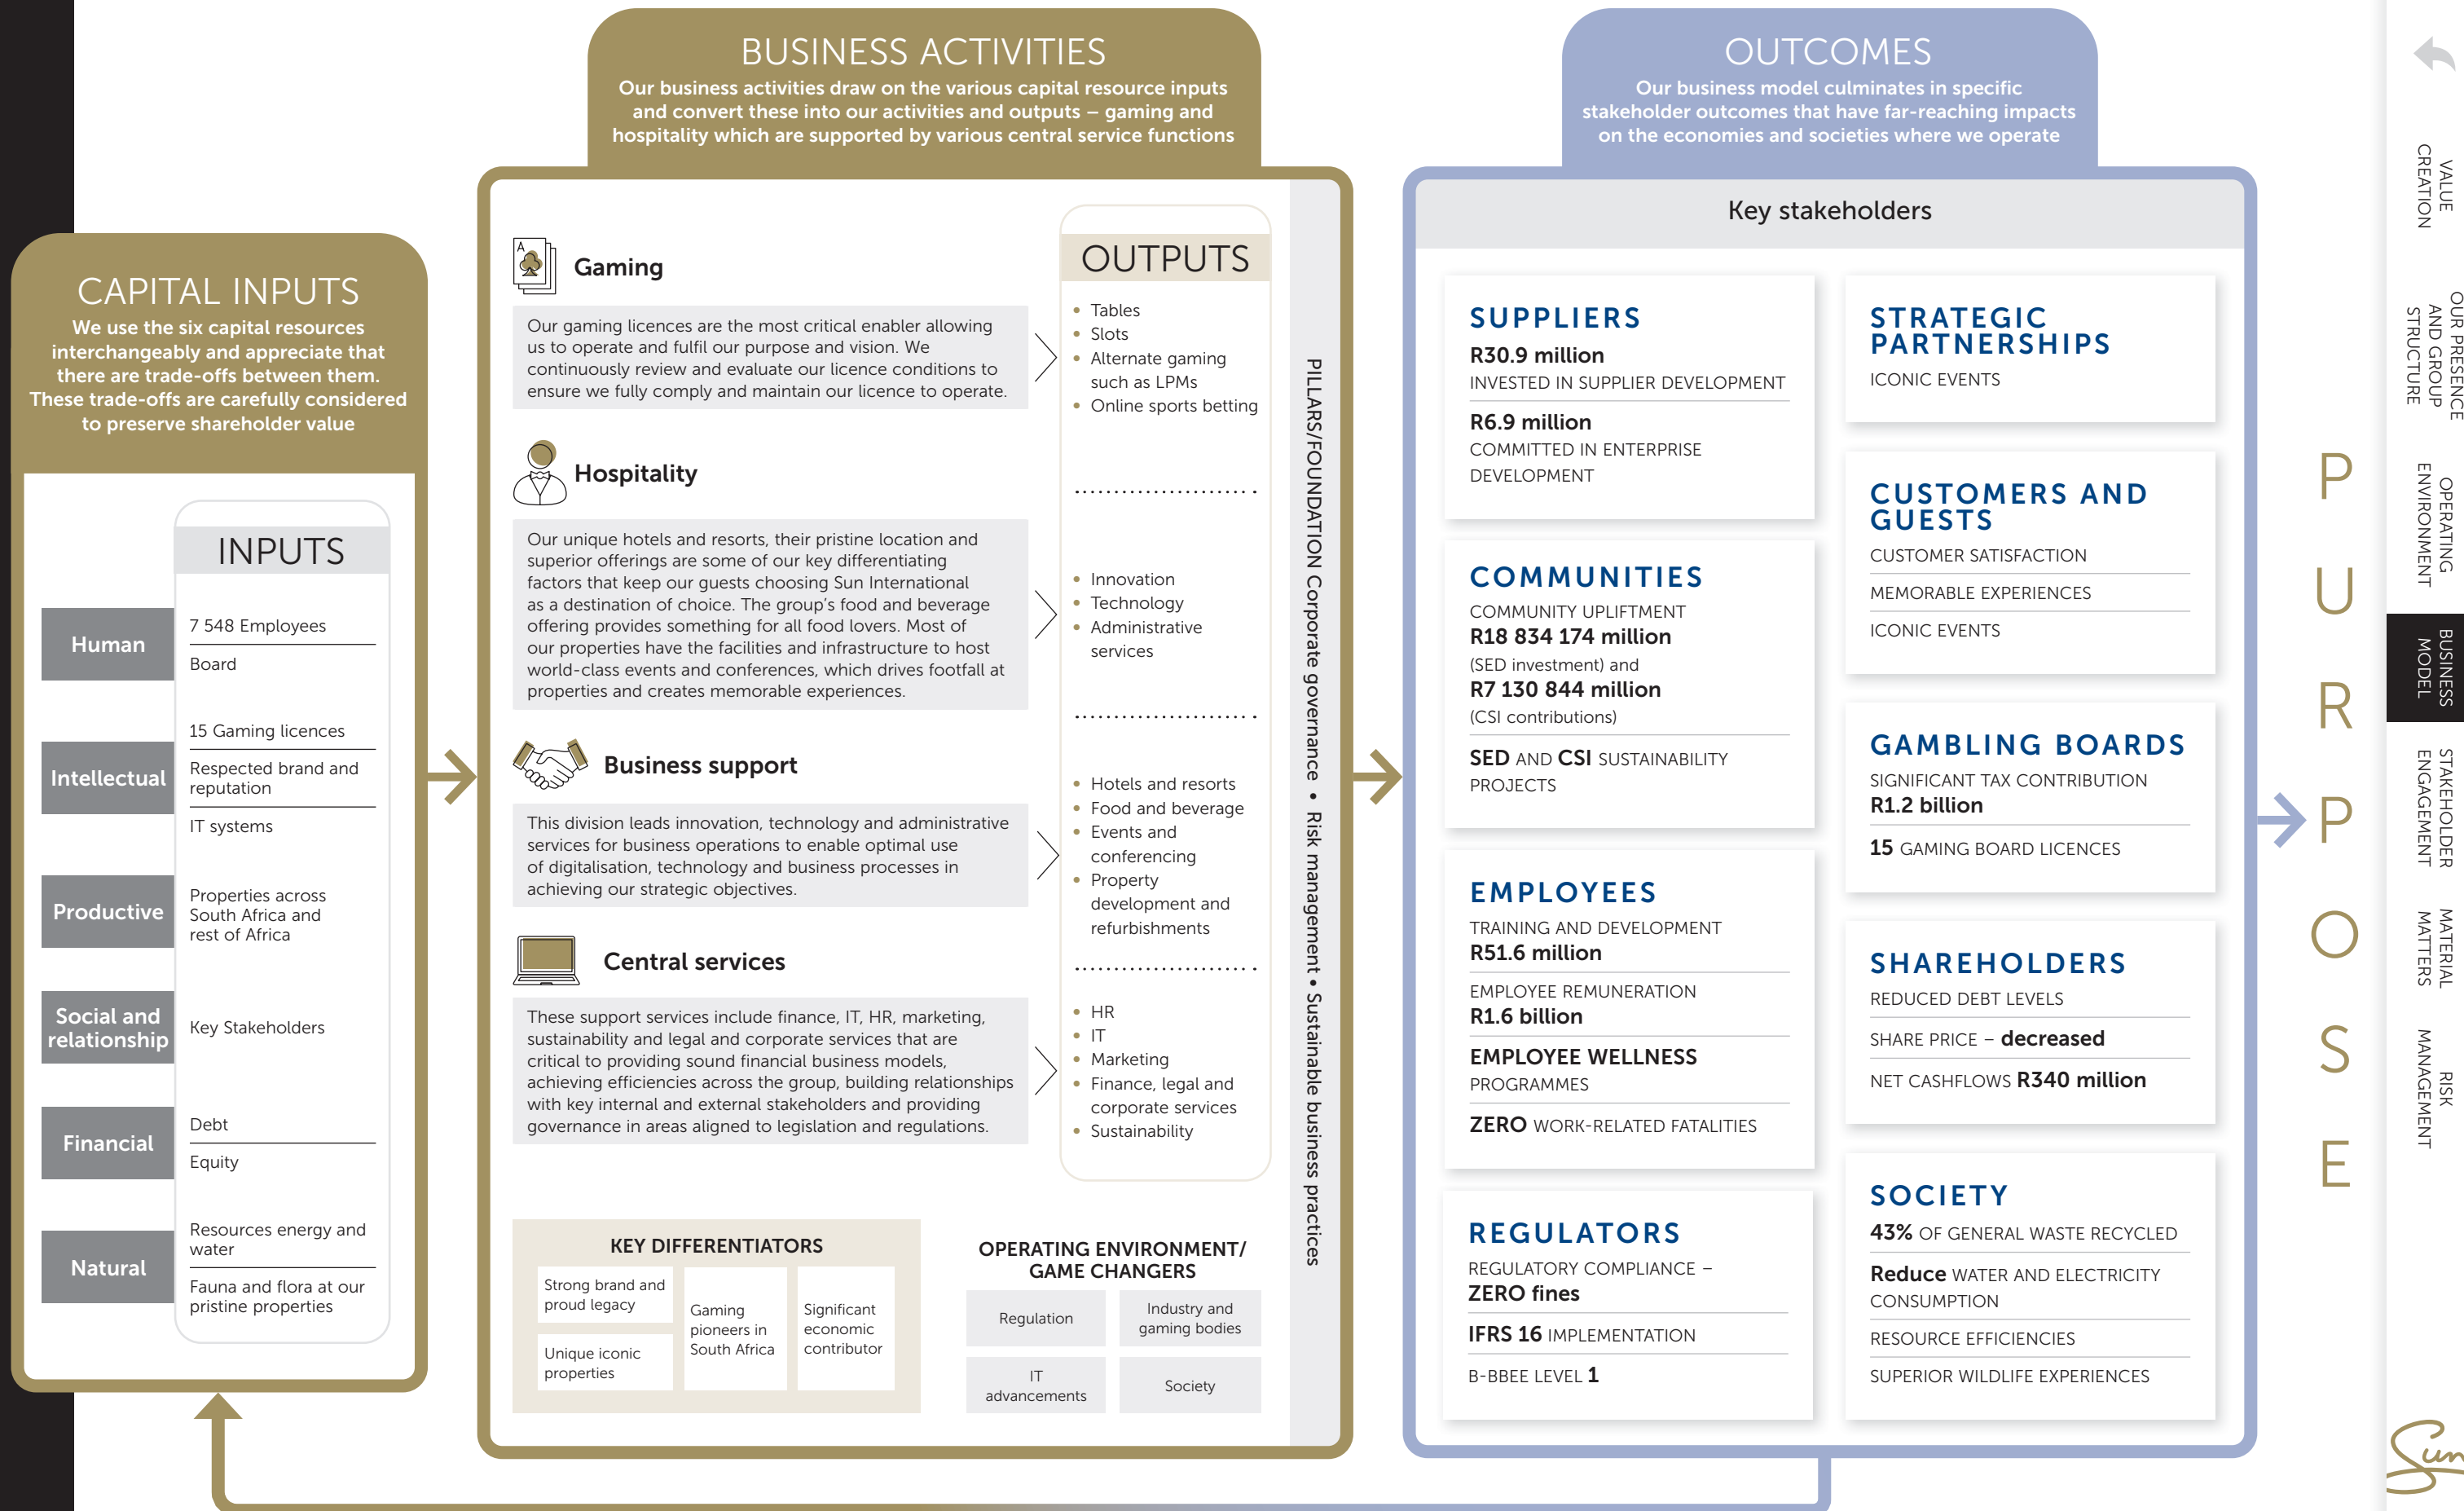 CAPITAL INPUTS
We use the six capital resources
interchangeably and appreciate that
there are trade-offs between them.
These trade-offs are carefully considered
to preserve shareholder value
INPUTS
Human
7 548 Employees
Board
Intellectual
15 Gaming licences
Respected brand and
reputation
IT systems
Productive
Properties across
South Africa and
rest of Africa
Social and
relationship
Key Stakeholders
Financial
Debt
Equity
Natural
Resources energy and
water
Fauna and flora at our
pristine properties
BUSINESS ACTIVITIES
Our business activities draw on the various capital resource inputs
and convert these into our activities and outputs – gaming and
hospitality which are supported by various central service functions
Gaming
Our gaming licences are the most critical enabler allowing
us to operate and fulfil our purpose and vision. We
continuously review and evaluate our licence conditions to
ensure we fully comply and maintain our licence to operate.
Hospitality
Our unique hotels and resorts, their pristine location and
superior offerings are some of our key differentiating
factors that keep our guests choosing Sun International
as a destination of choice. The group's food and beverage
offering provides something for all food lovers. Most of
our properties have the facilities and infrastructure to host
world-class events and conferences, which drives footfall at
properties and creates memorable experiences.
Business support
This division leads innovation, technology and administrative
services for business operations to enable optimal use
of digitalisation, technology and business processes in
achieving our strategic objectives.
Central services
These support services include finance, IT, HR, marketing,
sustainability and legal and corporate services that are
critical to providing sound financial business models,
achieving efficiencies across the group, building relationships
with key internal and external stakeholders and providing
governance in areas aligned to legislation and regulations.
OUTPUTS
• Tables
• Slots
• Alternate gaming
such as LPMs
• Online sports betting
• Innovation
• Technology
• Administrative
services
• Hotels and resorts
• Food and beverage
• Events and
conferencing
• Property
development and
refurbishments
• HR
• IT
• Marketing
• Finance, legal and
corporate services
• Sustainability
PILLARS/FOUNDATION Corporate governance • Risk management • Sustainable business practices
KEY DIFFERENTIATORS
Strong brand and
proud legacy
Unique iconic
properties
Gaming
pioneers in
South Africa
Significant
economic
contributor
OPERATING ENVIRONMENT/
GAME CHANGERS
Regulation
Industry and
gaming bodies
IT
advancements
Society
OUTCOMES
Our business model culminates in specific
stakeholder outcomes that have far-reaching impacts
on the economies and societies where we operate
Key stakeholders
SUPPLIERS
R30.9 million
INVESTED IN SUPPLIER DEVELOPMENT
R6.9 million
COMMITTED IN ENTERPRISE
DEVELOPMENT
COMMUNITIES
COMMUNITY UPLIFTMENT
R18 834 174 million
(SED investment) and
R7 130 844 million
(CSI contributions)
SED AND CSI SUSTAINABILITY
PROJECTS
EMPLOYEES
TRAINING AND DEVELOPMENT
R51.6 million
EMPLOYEE REMUNERATION
R1.6 billion
EMPLOYEE WELLNESS
PROGRAMMES
ZERO WORK-RELATED FATALITIES
REGULATORS
REGULATORY COMPLIANCE –
ZERO fines
IFRS 16 IMPLEMENTATION
B-BBEE LEVEL 1
STRATEGIC
PARTNERSHIPS
ICONIC EVENTS
CUSTOMERS AND
GUESTS
CUSTOMER SATISFACTION
MEMORABLE EXPERIENCES
ICONIC EVENTS
GAMBLING BOARDS
SIGNIFICANT TAX CONTRIBUTION
R1.2 billion
15 GAMING BOARD LICENCES
SHAREHOLDERS
REDUCED DEBT LEVELS
SHARE PRICE – decreased
NET CASHFLOWS R340 million
SOCIETY
43% OF GENERAL WASTE RECYCLED
Reduce WATER AND ELECTRICITY
CONSUMPTION
RESOURCE EFFICIENCIES
SUPERIOR WILDLIFE EXPERIENCES
PURPOSE
VALUE
CREATION
OUR PRESENCE
AND GROUP
STRUCTURE
OPERATING
ENVIRONMENT
BUSINESS
MODEL
STAKEHOLDER
ENGAGEMENT
MATERIAL
MATTERS
RISK
MANAGEMENT
Sun